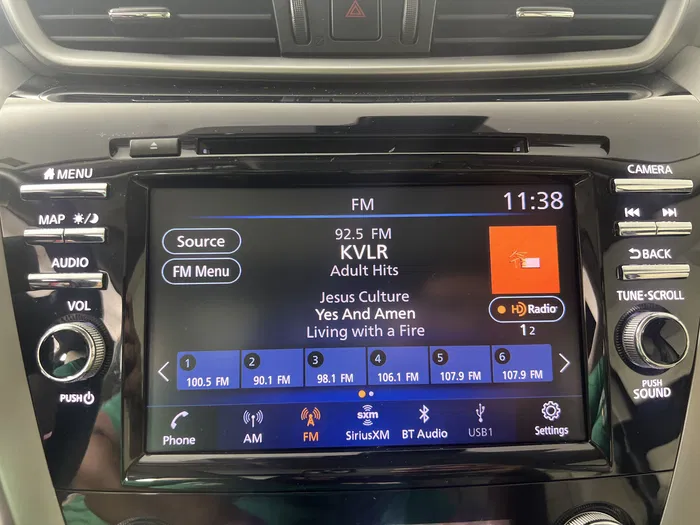 MENU
MAP
AUDIO
VOL
PUSH
FM
11:38
Source
FM Menu
92.5 FM
KVLR
Adult Hits
Jesus Culture
Yes And Amen
Living with a Fire
HD Radio
1 2
1 100.5 FM
2 90.1 FM
3 98.1 FM
4 106.1 FM
5 107.9 FM
6 107.9 FM
Phone
AM
FM
sxm
SiriusXM
BT Audio
USB1
Settings
CAMERA
BACK
TUNE·SCROLL
PUSH
SOUND